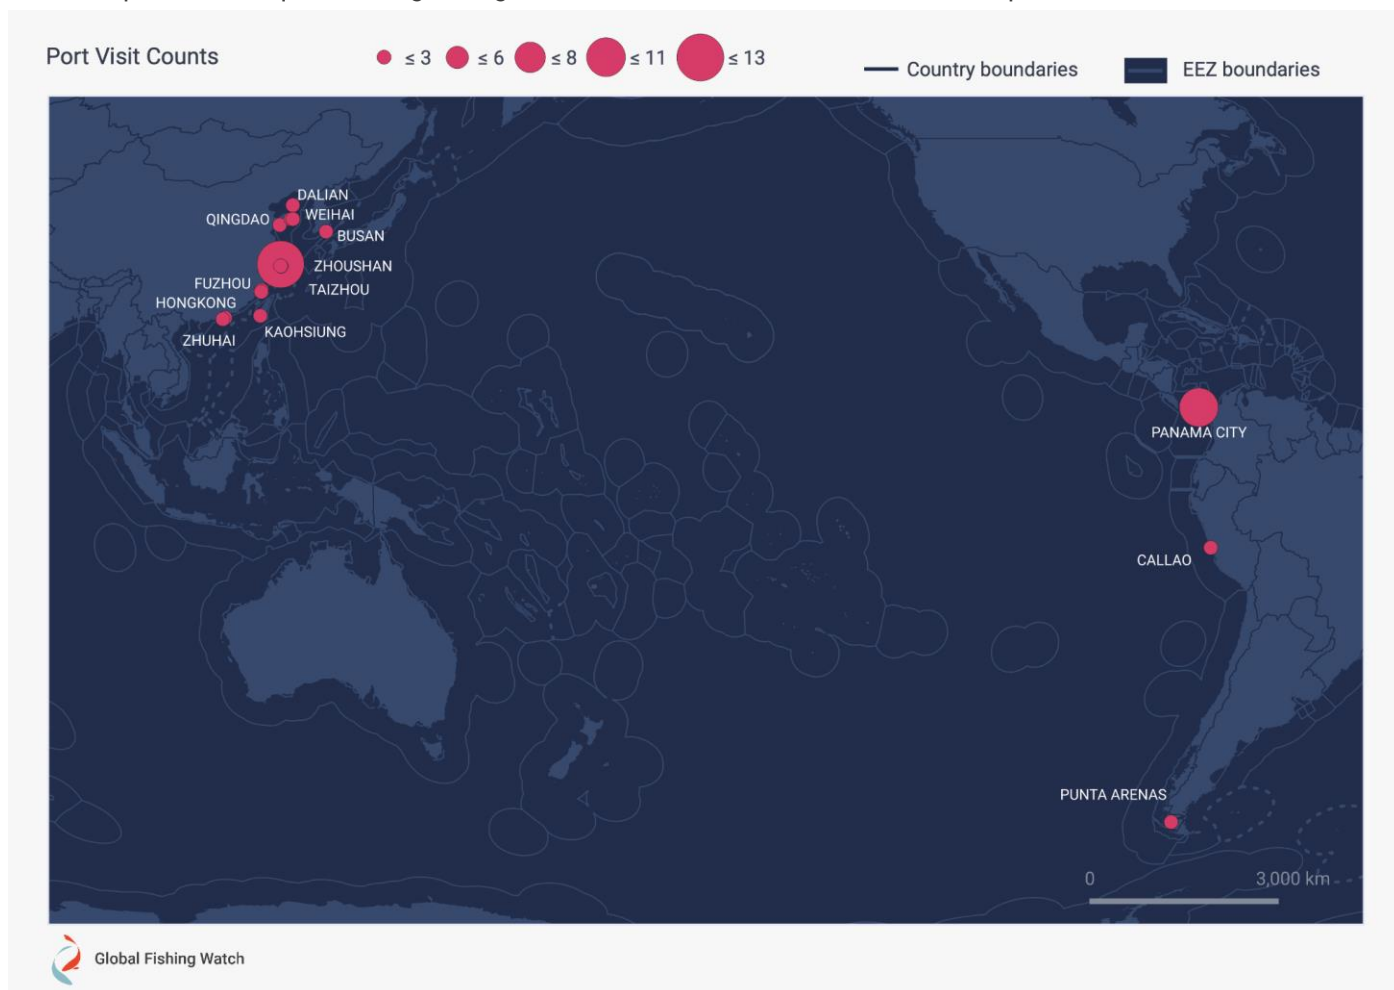 Port Visit Counts
≤ 3
≤ 6
≤ 8
≤ 11
≤ 13
Country boundaries
EEZ boundaries
DALIAN
QINGDAO
WEIHAI
BUSAN
ZHOUSHAN
FUZHOU
TAIZHOU
HONGKONG
KAOHSIUNG
ZHUHAI
PANAMA CITY
CALLAO
PUNTA ARENAS
0
3,000 km
Global Fishing Watch